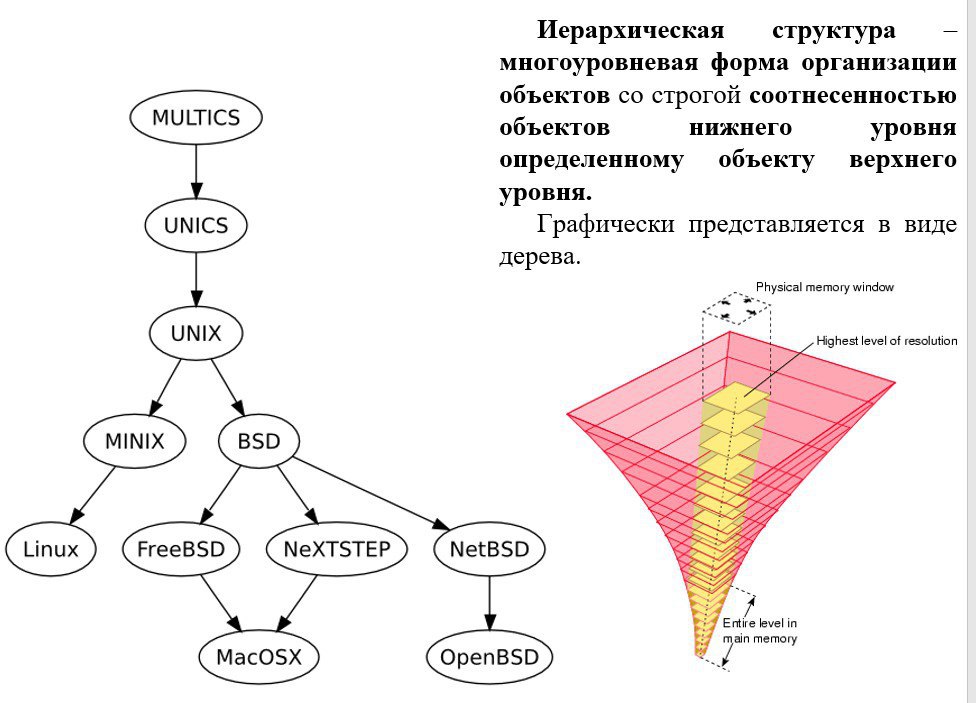 Иерархическая структура –
многоуровневая форма организации
объектов со строгой соотнесенностью
объектов нижнего уровня
определенному объекту верхнего
уровня.
Графически представляется в виде
дерева.
MULTICS
UNICS
UNIX
MINIX
BSD
Linux
FreeBSD
NeXTSTEP
NetBSD
MacOSX
OpenBSD
Physical memory window
Highest level of resolution
Entire level in
main memory